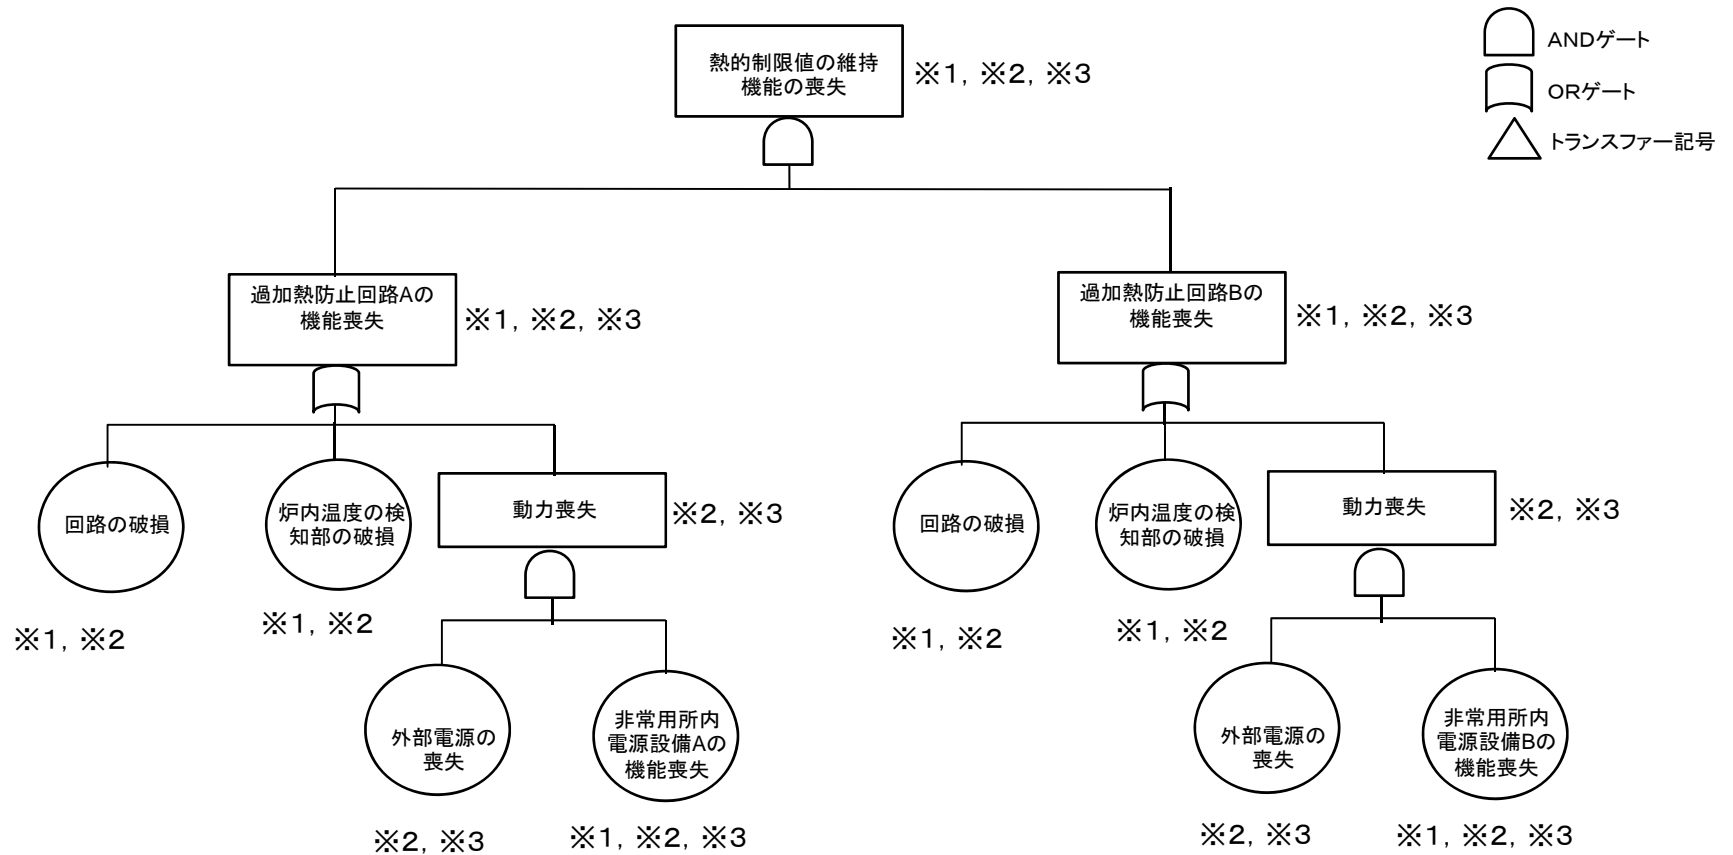 熱的制限値の維持
機能の喪失
※1, ※2, ※3
ANDゲート
ORゲート
トランスファー記号
過加熱防止回路Aの
機能喪失
※1, ※2, ※3
過加熱防止回路Bの
機能喪失
※1, ※2, ※3
回路の破損
※1, ※2
炉内温度の検
知部の破損
※1, ※2
動力喪失
※2, ※3
回路の破損
※1, ※2
炉内温度の検
知部の破損
※1, ※2
動力喪失
※2, ※3
外部電源の
喪失
※2, ※3
非常用所内
電源設備Aの
機能喪失
※1, ※2, ※3
外部電源の
喪失
※2, ※3
非常用所内
電源設備Bの
機能喪失
※1, ※2, ※3